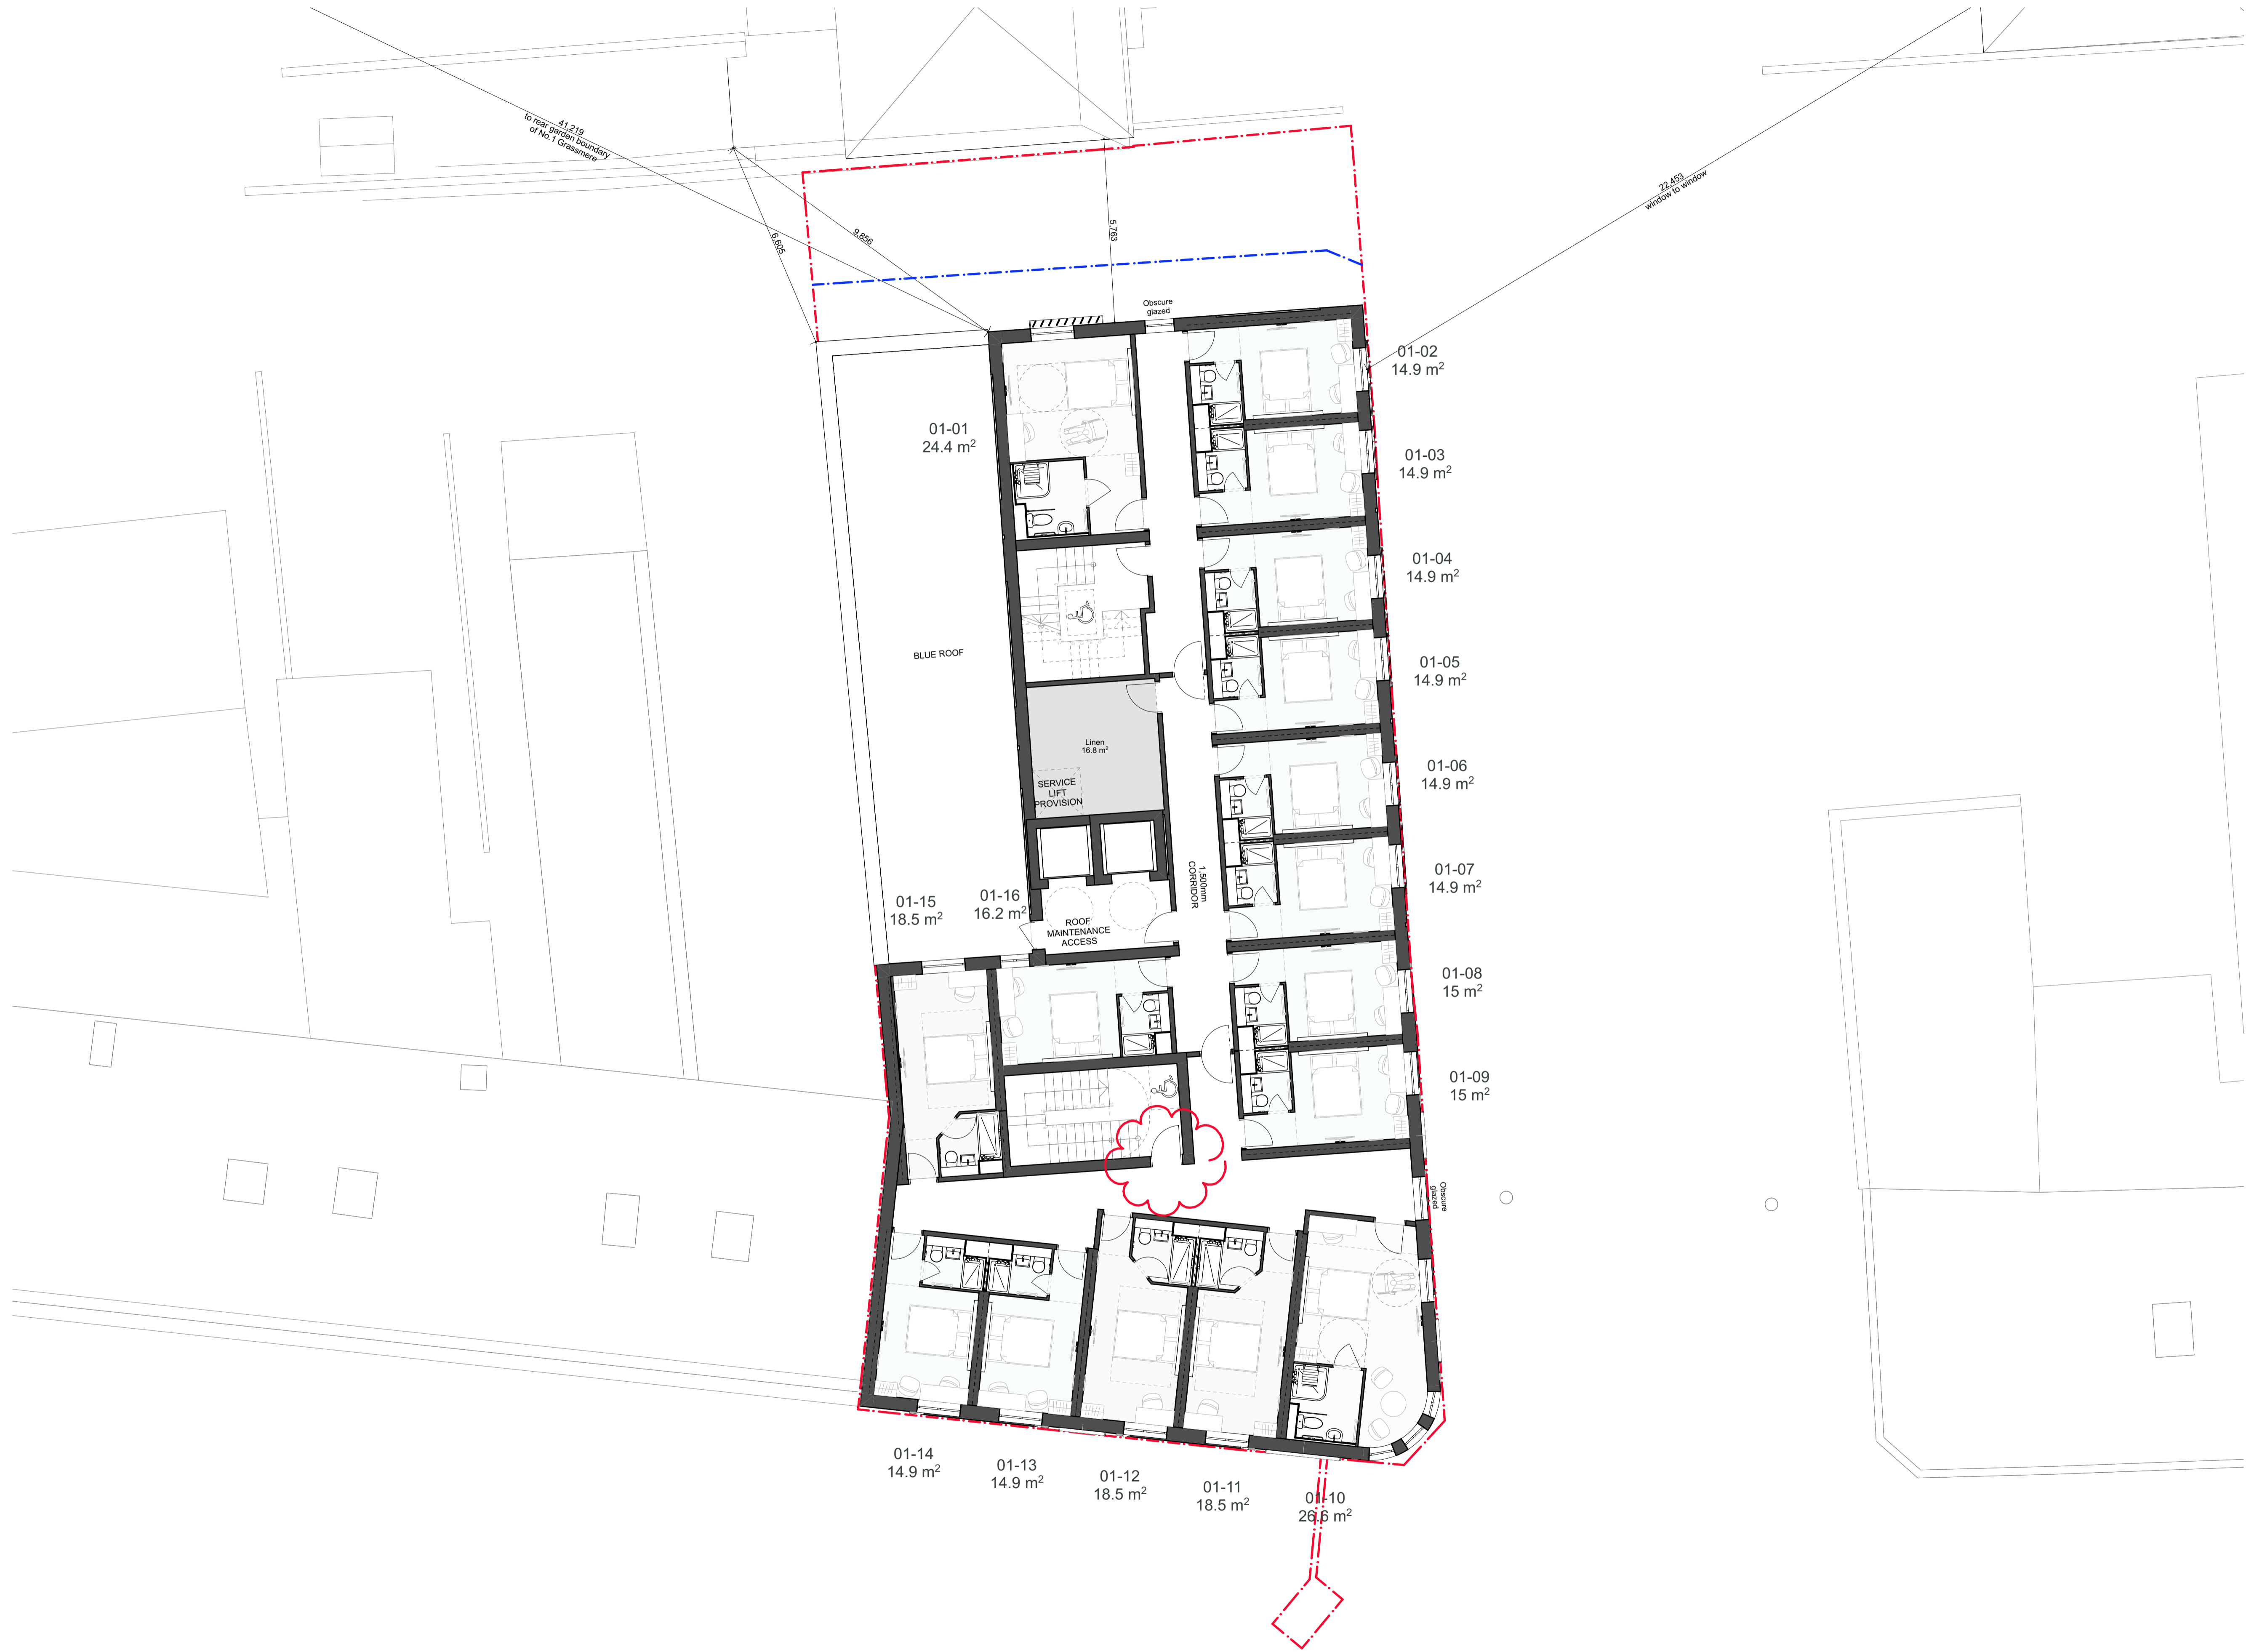 41,219
to rear garden boundary
of No.1 Grassmere
22,453
window to window
6,605
9,856
5,763
Obscure
glazed
01-02
14.9 m²
01-01
24.4 m²
01-03
14.9 m²
01-04
14.9 m²
BLUE ROOF
01-05
14.9 m²
Linen
16.8 m²
SERVICE
LIFT
PROVISION
01-06
14.9 m²
1,500mm
CORRIDOR
01-07
14.9 m²
01-15
18.5 m²
01-16
16.2 m²
ROOF
MAINTENANCE
ACCESS
01-08
15 m²
01-09
15 m²
Obscure
glazed
01-14
14.9 m²
01-13
14.9 m²
01-12
18.5 m²
01-11
18.5 m²
01-10
26.6 m²